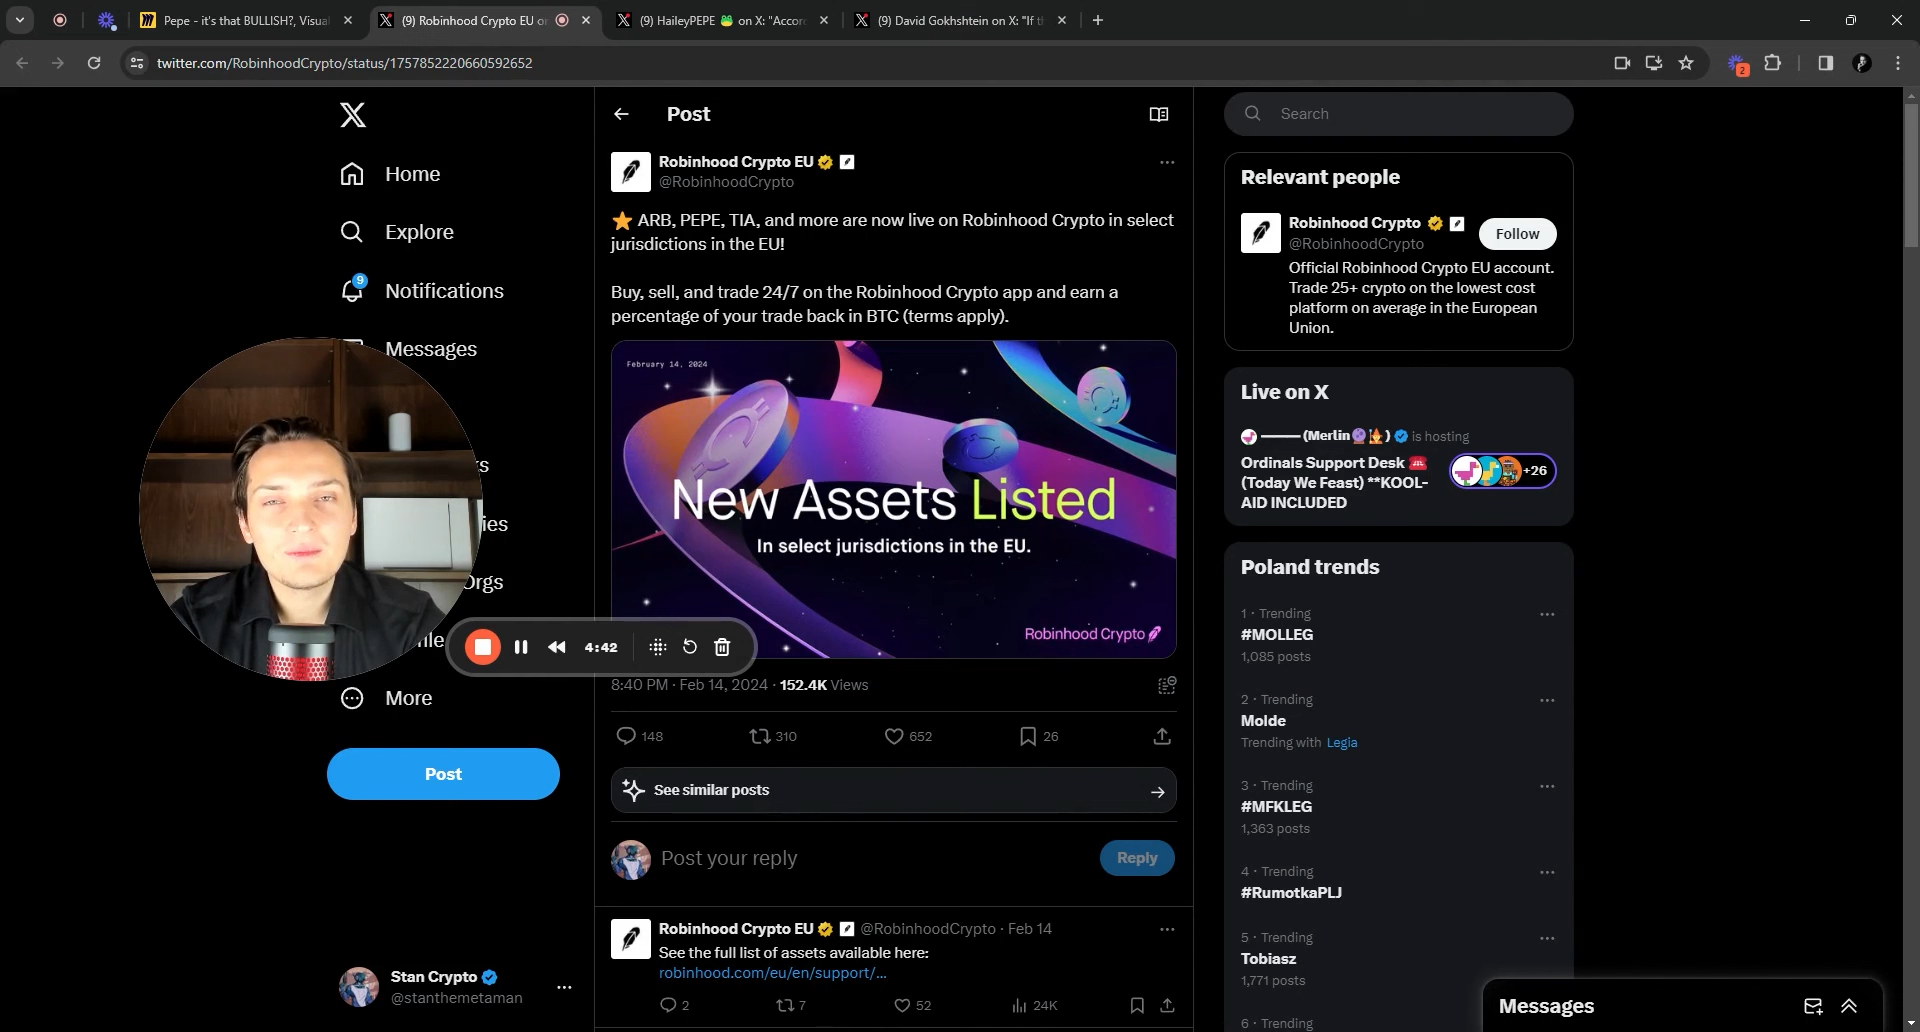 Pepe - it's that BULLISH?, Visual
(9) Robinhood Crypto EU on
(9) HaileyPEPE 🐸 on X: "Accor
(9) David Gokhshtein on X: "If th
twitter.com/RobinhoodCrypto/status/1757852220660592652
2
Home
Explore
9
Notifications
Messages
More
Post
Stan Crypto
@stanthemetaman
Post
Robinhood Crypto EU
@RobinhoodCrypto
⭐ ARB, PEPE, TIA, and more are now live on Robinhood Crypto in select
jurisdictions in the EU!
Buy, sell, and trade 24/7 on the Robinhood Crypto app and earn a
percentage of your trade back in BTC (terms apply).
February 14, 2024
New Assets Listed
In select jurisdictions in the EU.
Robinhood Crypto
4:42
8:40 PM · Feb 14, 2024 · 152.4K Views
148 310 652 26
See similar posts
Post your reply
Reply
Robinhood Crypto EU @RobinhoodCrypto · Feb 14
See the full list of assets available here:
robinhood.com/eu/en/support/...
2 7 52 24K
Search
Relevant people
Robinhood Crypto
@RobinhoodCrypto
Follow
Official Robinhood Crypto EU account.
Trade 25+ crypto on the lowest cost
platform on average in the European
Union.
Live on X
(Merlin🔮🧙) is hosting
Ordinals Support Desk ☎️
(Today We Feast) **KOOL-
AID INCLUDED
+26
Poland trends
1 · Trending
#MOLLEG
1,085 posts
2 · Trending
Molde
Trending with Legia
3 · Trending
#MFKLEG
1,363 posts
4 · Trending
#RumotkaPLJ
5 · Trending
Tobiasz
1,771 posts
6 · Trending
Messages